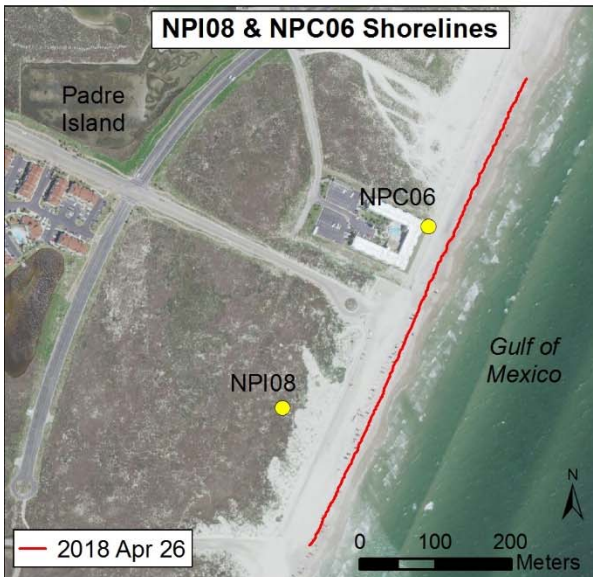 NPI08 & NPC06 Shorelines
Padre
Island
NPC06
Gulf of
Mexico
NPI08
N
2018 Apr 26
0 100 200
Meters